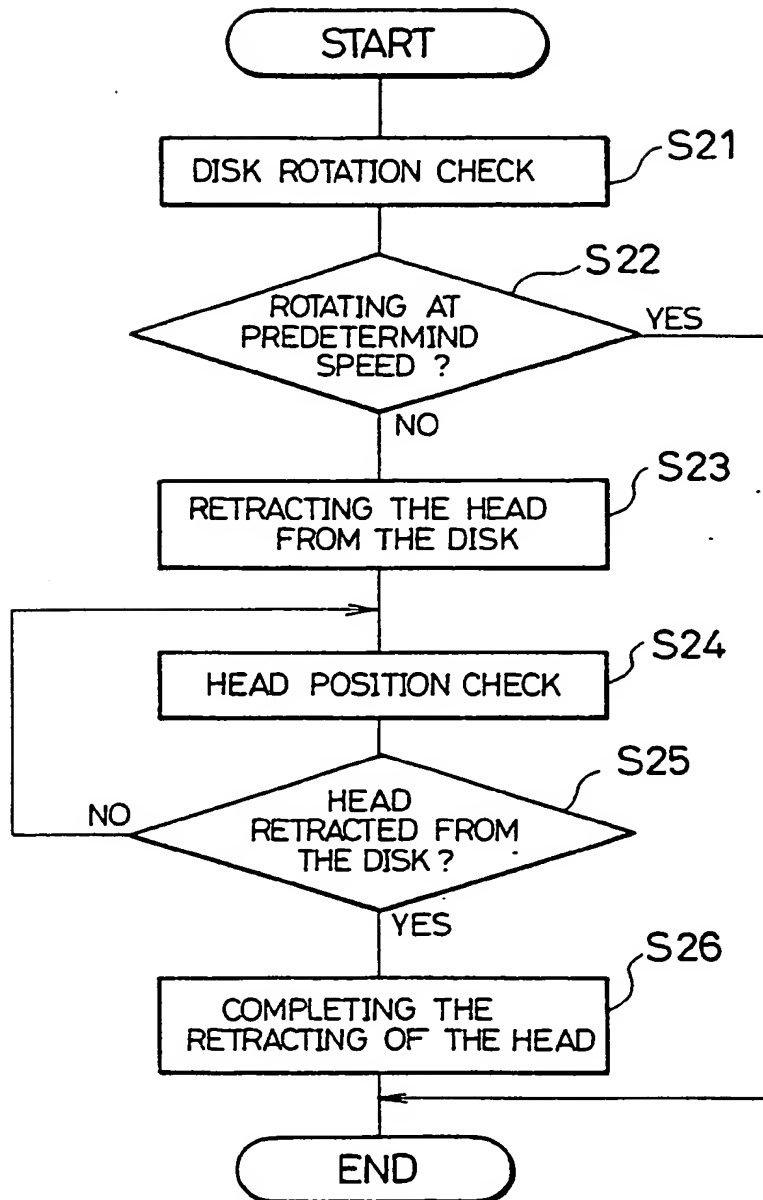 START
DISK ROTATION CHECK
S21
S22
ROTATING AT
PREDETERMIND
SPEED ?
YES
NO
S23
RETRACTING THE HEAD
FROM THE DISK
S24
HEAD POSITION CHECK
S25
HEAD
RETRACTED FROM
THE DISK ?
NO
YES
S26
COMPLETING THE
RETRACTING OF THE HEAD
END